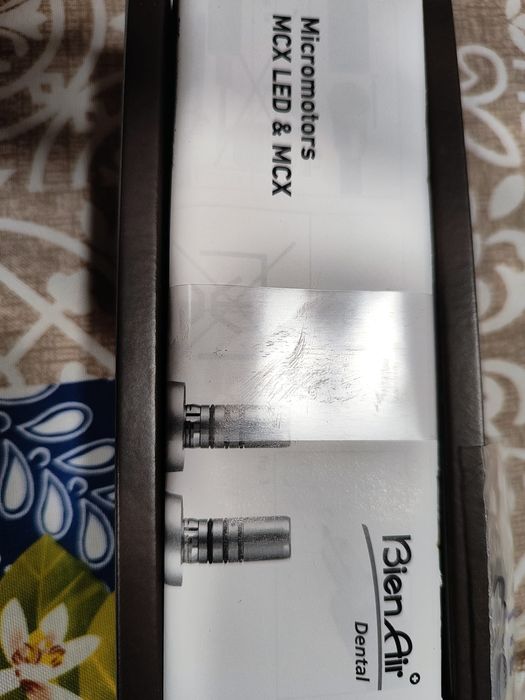 Micromotors
MCX LED & MCX
Bien Air
Dental